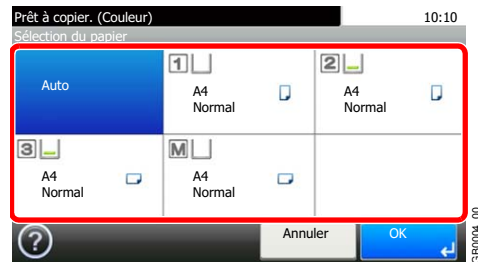 Prêt à copier. (Couleur) 10:10
Sélection du papier
Auto
1
A4
Normal
2
A4
Normal
3
A4
Normal
M
A4
Normal
?
Annuler
OK
GB0004_00